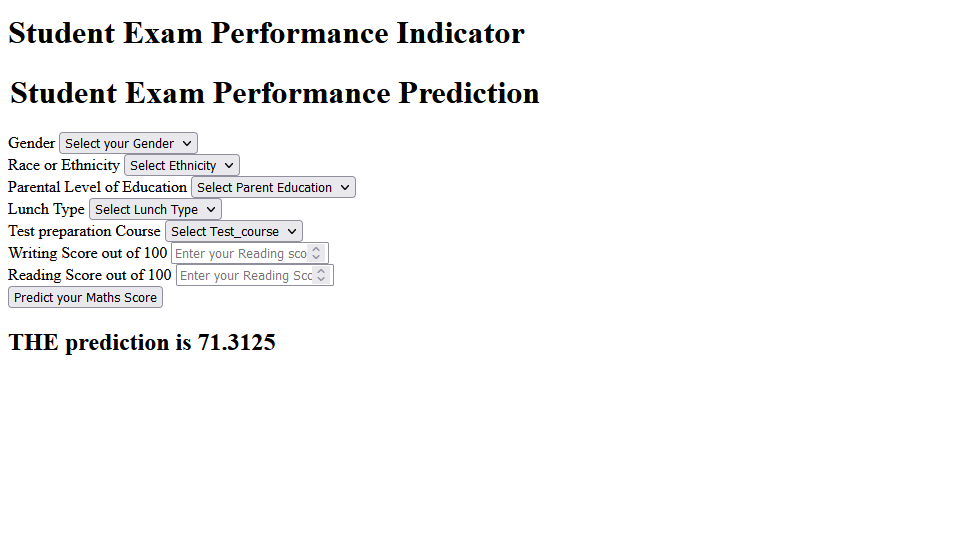 Student Exam Performance Indicator
Student Exam Performance Prediction
Gender Select your Gender
Race or Ethnicity Select Ethnicity
Parental Level of Education Select Parent Education
Lunch Type Select Lunch Type
Test preparation Course Select Test_course
Writing Score out of 100 Enter your Reading sco
Reading Score out of 100 Enter your Reading Sc
Predict your Maths Score
THE prediction is 71.3125